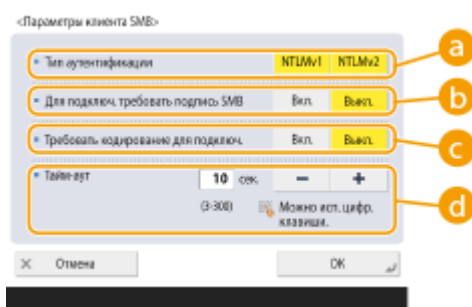 <Параметры клиента SMB>
Тип аутентификации NTLMv1 NTLMv2 a
Для подключ. требовать подпись SMB Вкл. Выкл. b
Требовать кодирование для подключ. Вкл. Выкл. c
Тайм-аут 10 сек. − + d
(3-300) Можно исп. цифр.
клавиши.
× Отмена OK